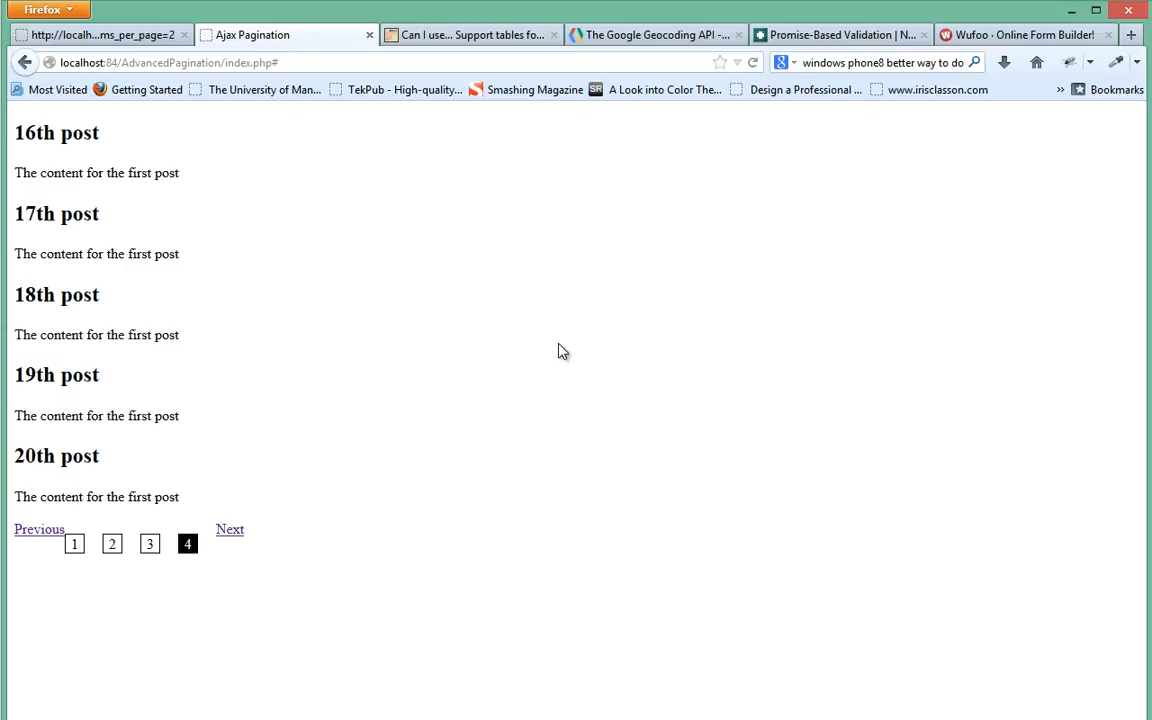 Firefox
http://localh...ms_per_page=2
Ajax Pagination
Can I use... Support tables fo...
The Google Geocoding API -...
Promise-Based Validation | N...
Wufoo · Online Form Builder!
localhost:84/AdvancedPagination/index.php#
windows phone8 better way to do
Most Visited
Getting Started
The University of Man...
TekPub - High-quality...
Smashing Magazine
SR
A Look into Color The...
Design a Professional ...
www.irisclasson.com
»
Bookmarks
16th post
The content for the first post
17th post
The content for the first post
18th post
The content for the first post
19th post
The content for the first post
20th post
The content for the first post
Previous 1 2 3 4 Next